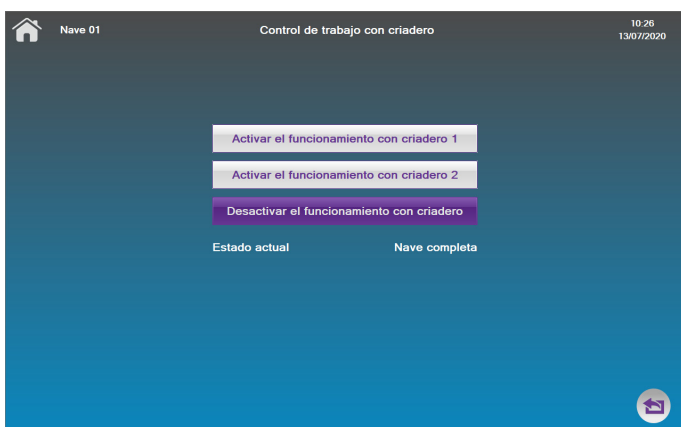 Nave 01
Control de trabajo con criadero
10:26
13/07/2020
Activar el funcionamiento con criadero 1
Activar el funcionamiento con criadero 2
Desactivar el funcionamiento con criadero
Estado actual Nave completa